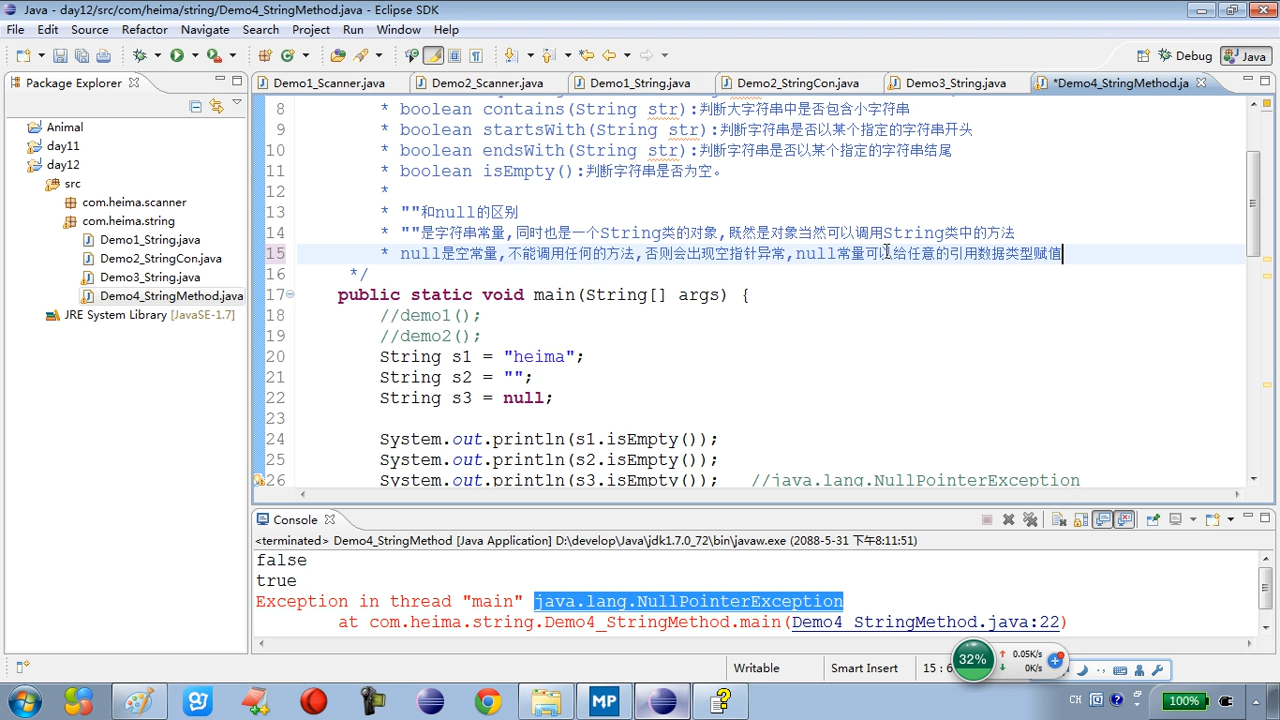 Java - day12/src/com/heima/string/Demo4_StringMethod.java - Eclipse SDK
File Edit Source Refactor Navigate Search Project Run Window Help
Debug Java
Package Explorer
Demo1_Scanner.java Demo2_Scanner.java Demo1_String.java Demo2_StringCon.java Demo3_String.java *Demo4_StringMethod.ja
Animal
day11
day12
src
com.heima.scanner
com.heima.string
Demo1_String.java
Demo2_StringCon.java
Demo3_String.java
Demo4_StringMethod.java
JRE System Library [JavaSE-1.7]
8 * boolean contains(String str):判断大字符串中是否包含小字符串
9 * boolean startsWith(String str):判断字符串是否以某个指定的字符串开头
10 * boolean endsWith(String str):判断字符串是否以某个指定的字符串结尾
11 * boolean isEmpty():判断字符串是否为空。
12 *
13 * ""和null的区别
14 * ""是字符串常量,同时也是一个String类的对象,既然是对象当然可以调用String类中的方法
15 * null是空常量,不能调用任何的方法,否则会出现空指针异常,null常量可以给任意的引用数据类型赋值
16 */
17 public static void main(String[] args) {
18 //demo1();
19 //demo2();
20 String s1 = "heima";
21 String s2 = "";
22 String s3 = null;
23
24 System.out.println(s1.isEmpty());
25 System.out.println(s2.isEmpty());
26 System.out.println(s3.isEmpty()); //java.lang.NullPointerException
Console
<terminated> Demo4_StringMethod [Java Application] D:\develop\Java\jdk1.7.0_72\bin\javaw.exe (2088-5-31 下午8:11:51)
false
true
Exception in thread "main" java.lang.NullPointerException
at com.heima.string.Demo4_StringMethod.main(Demo4_StringMethod.java:22)
Writable Smart Insert 15 : 6
32% 0.05K/s
0K/s
MP
CH 100%